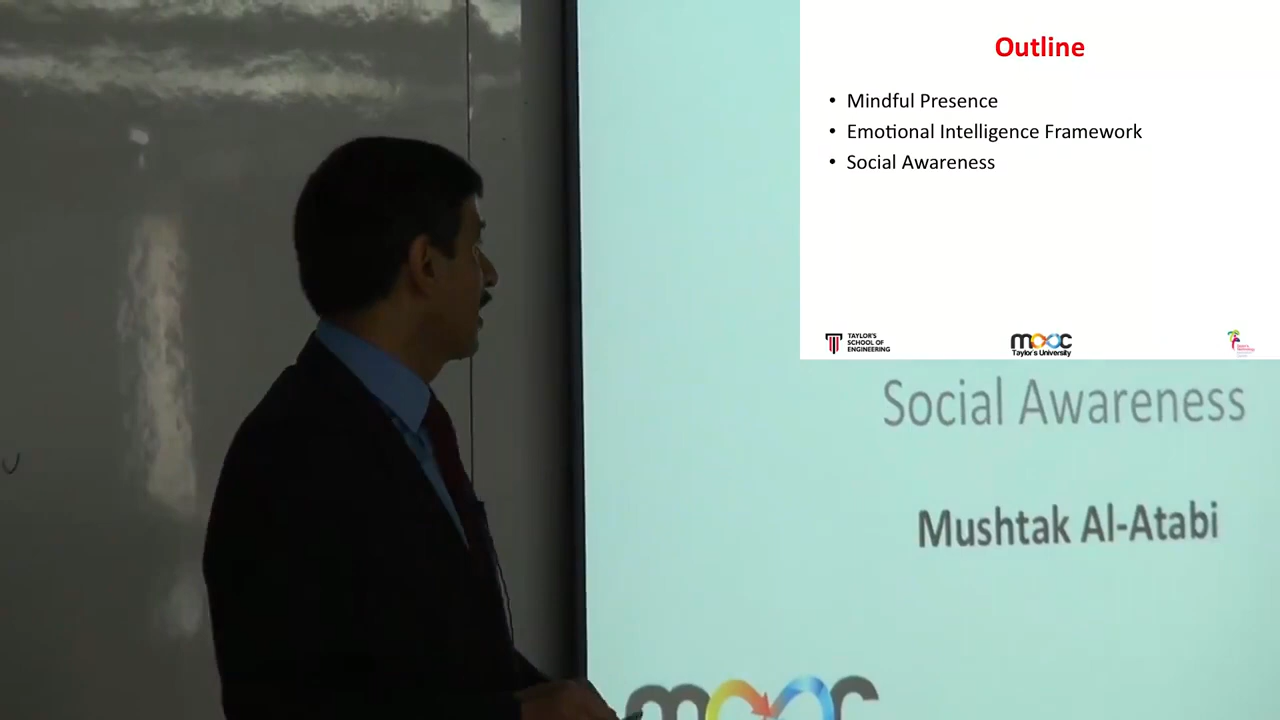 Outline
• Mindful Presence
• Emotional Intelligence Framework
• Social Awareness
TAYLOR'S
SCHOOL OF
ENGINEERING
mooc
Taylor's University
Social Awareness
Mushtak Al-Atabi
mooc